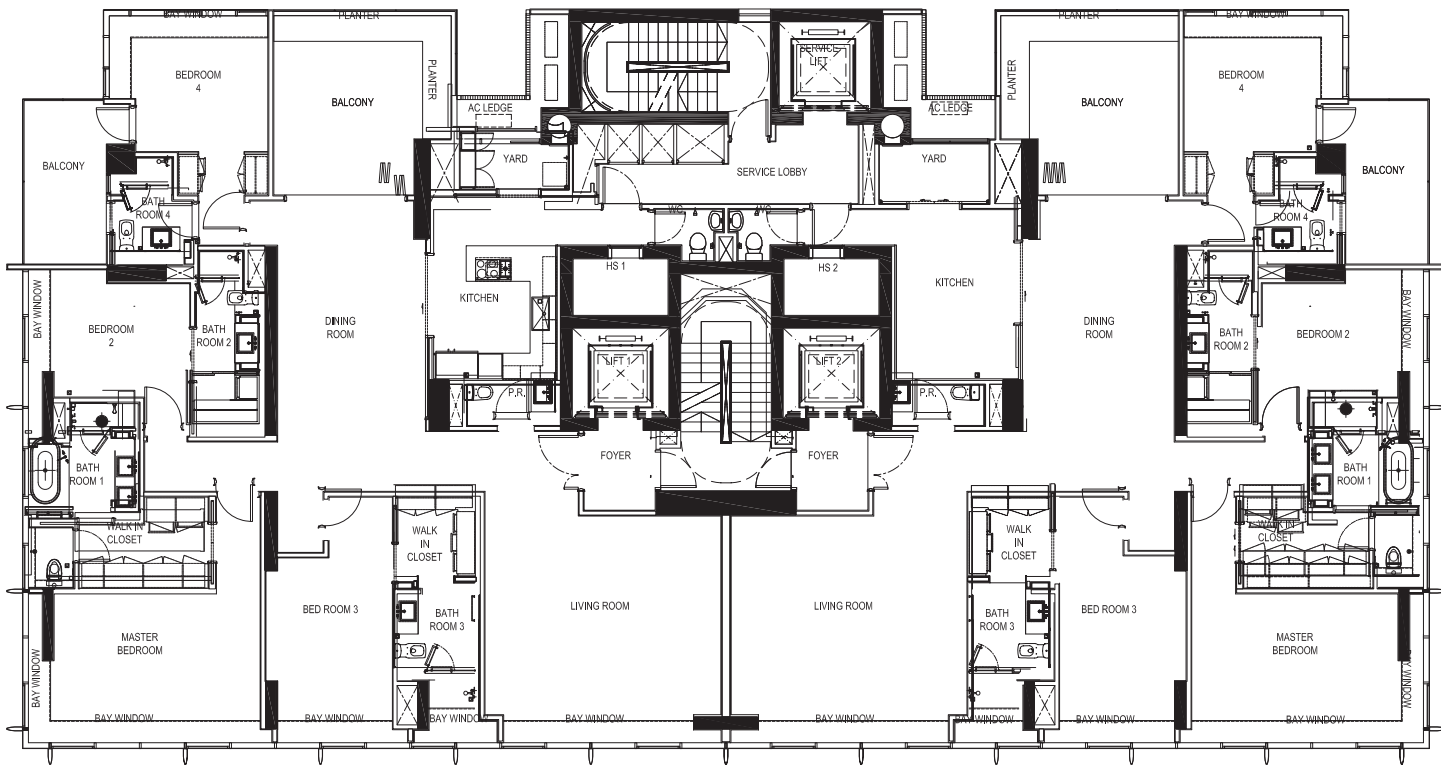 BAY WINDOW
PLANTER
PLANTER
BAY WINDOW
SERVICE
LIFT
BEDROOM
4
PLANTER
BALCONY
AC LEDGE
AC LEDGE
PLANTER
BALCONY
BEDROOM
4
BALCONY
YARD
SERVICE LOBBY
YARD
BALCONY
BATH
ROOM 4
WC
WC
BATH
ROOM 4
BAY WINDOW
BEDROOM
2
BATH
ROOM 2
DINING
ROOM
KITCHEN
HS 1
HS 2
KITCHEN
DINING
ROOM
BATH
ROOM 2
BEDROOM 2
BAY WINDOW
LIFT 1
LIFT 2
P.R.
P.R.
BATH
ROOM 1
FOYER
FOYER
BATH
ROOM 1
WALK IN
CLOSET
WALK
IN
CLOSET
WALK
IN
CLOSET
WALK IN
CLOSET
BED ROOM 3
BATH
ROOM 3
LIVING ROOM
LIVING ROOM
BATH
ROOM 3
BED ROOM 3
MASTER
BEDROOM
MASTER
BEDROOM
BAY WINDOW
BAY WINDOW
BAY WINDOW
BAY WINDOW
BAY WINDOW
BAY WINDOW
BAY WINDOW
BAY WINDOW
BAY WINDOW
BAY WINDOW